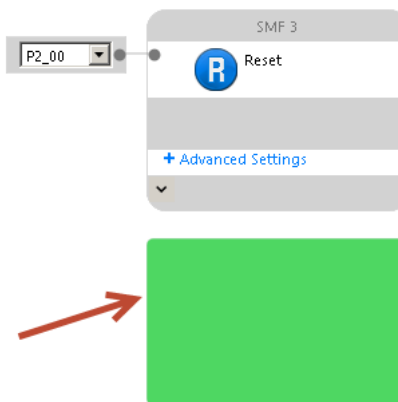 SMF 3
P2_00
R
Reset
+ Advanced Settings